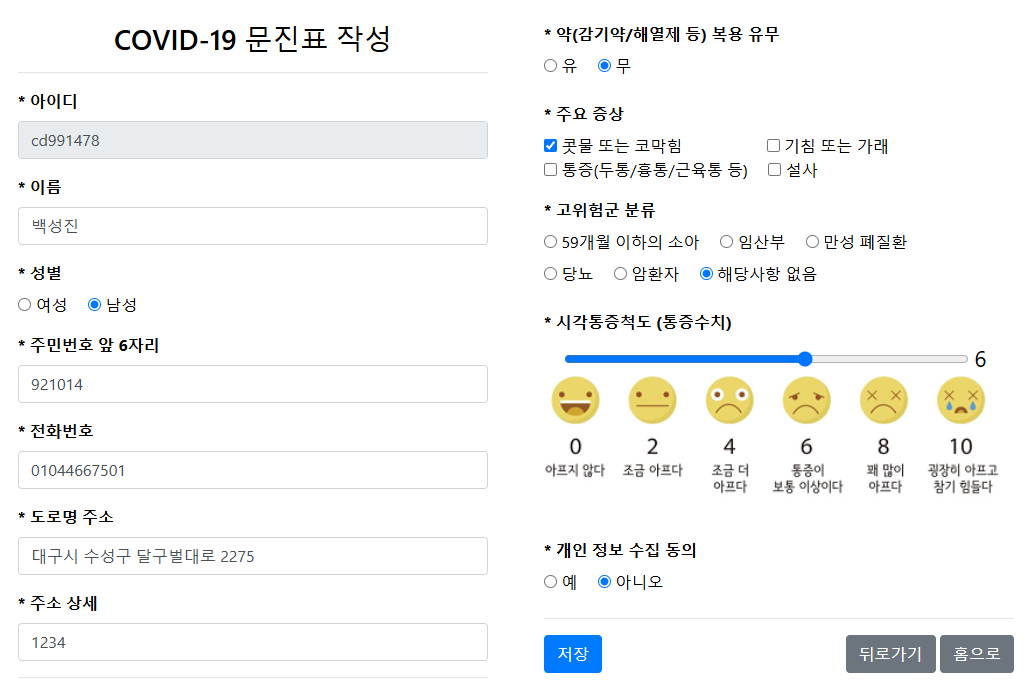 COVID-19 문진표 작성
* 아이디
cd991478
* 이름
백성진
* 성별
여성 남성
* 주민번호 앞 6자리
921014
* 전화번호
01044667501
* 도로명 주소
대구시 수성구 달구벌대로 2275
* 주소 상세
1234
* 약(감기약/해열제 등) 복용 유무
유 무
* 주요 증상
콧물 또는 코막힘 기침 또는 가래
통증(두통/흉통/근육통 등) 설사
* 고위험군 분류
59개월 이하의 소아 임산부 만성 폐질환
당뇨 암환자 해당사항 없음
* 시각통증척도 (통증수치)
6
0 2 4 6 8 10
아프지 않다 조금 아프다 조금 더 통증이 꽤 많이 굉장히 아프고
아프다 보통 이상이다 아프다 참기 힘들다
* 개인 정보 수집 동의
예 아니오
저장 뒤로가기 홈으로